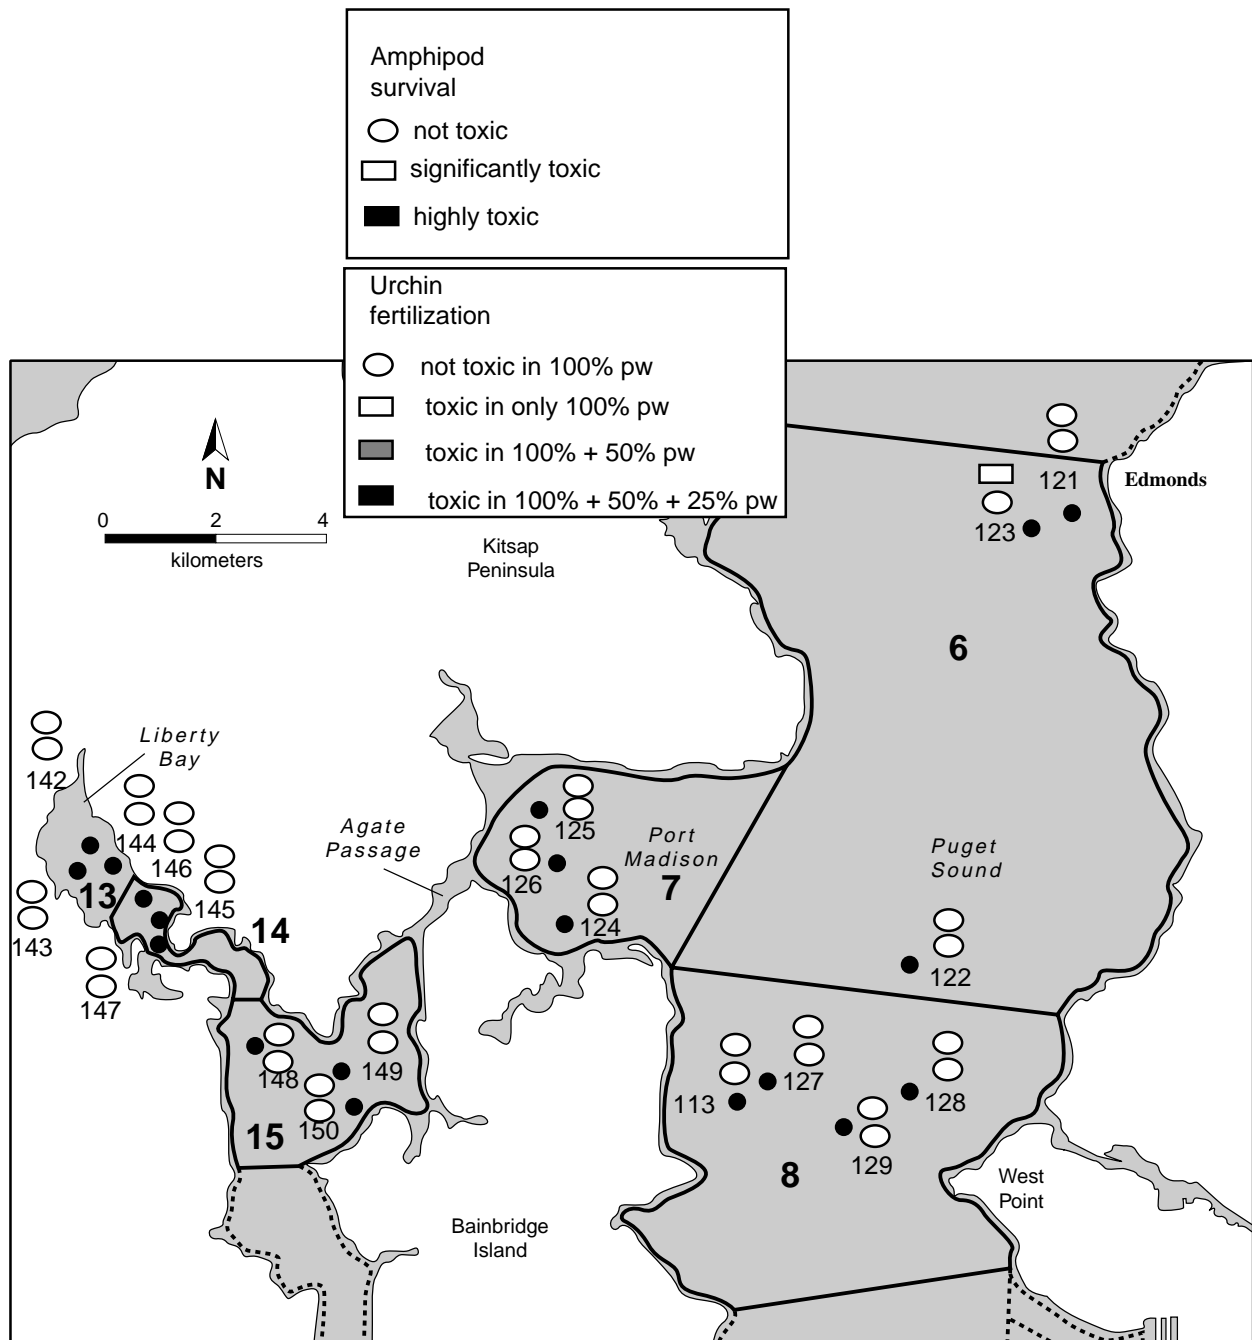 Amphipod
survival
not toxic
significantly toxic
highly toxic
Urchin
fertilization
not toxic in 100% pw
toxic in only 100% pw
toxic in 100% + 50% pw
toxic in 100% + 50% + 25% pw
N
0 2 4
kilometers
Kitsap
Peninsula
121
Edmonds
123
6
Liberty
Bay
142
144
146
145
13
143
147
14
Agate
Passage
125
126
124
Port
Madison
7
Puget
Sound
122
148
149
150
15
113
127
128
129
8
West
Point
Bainbridge
Island